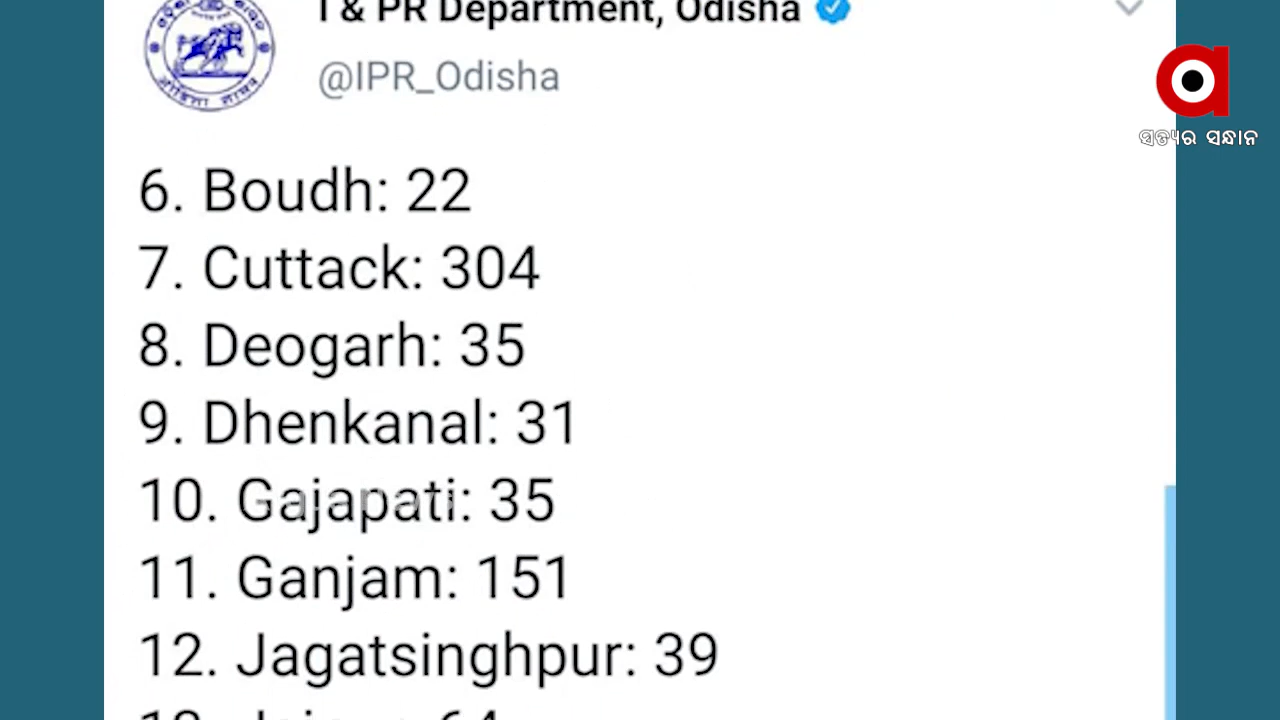 I & PR Department, Odisha
@IPR_Odisha
ସତ୍ୟର ସନ୍ଧାନ
6. Boudh: 22
7. Cuttack: 304
8. Deogarh: 35
9. Dhenkanal: 31
10. Gajapati: 35
11. Ganjam: 151
12. Jagatsinghpur: 39